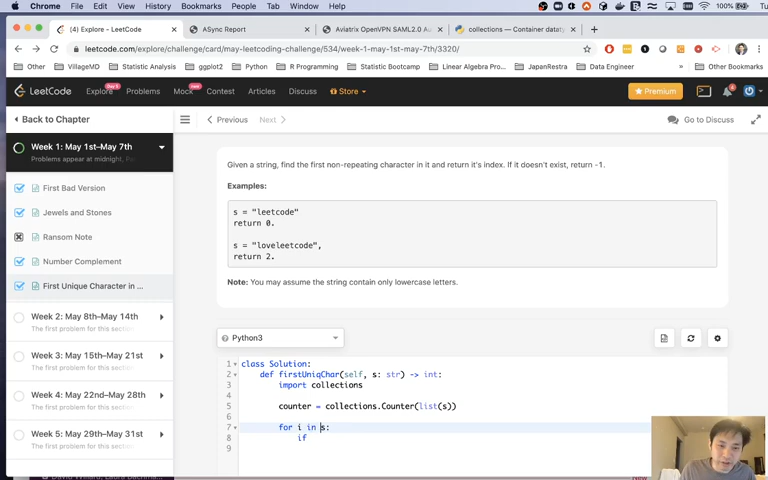 Chrome File Edit View History Bookmarks People Tab Window Help 100%
(4) Explore - LeetCode
ASync Report
Aviatrix OpenVPN SAML2.0 Au
collections — Container dataty
leetcode.com/explore/challenge/card/may-leetcoding-challenge/534/week-1-may-1st-may-7th/3320/
Other VillageMD Statistic Analysis ggplot2 Python R Programming Statistic Bootcamp Linear Algebra Pro... JapanRestra Data Engineer » Other Bookmarks
LeetCode Explore Problems Mock new Contest Articles Discuss Store Premium
Back to Chapter
Previous Next
Go to Discuss
Week 1: May 1st–May 7th
Problems appear at midnight,
First Bad Version
Jewels and Stones
Ransom Note
Number Complement
First Unique Character in ...
Week 2: May 8th–May 14th
The first problem for this section
Week 3: May 15th–May 21st
The first problem for this section
Week 4: May 22nd–May 28th
The first problem for this section
Week 5: May 29th–May 31st
The first problem for this section
Given a string, find the first non-repeating character in it and return it's index. If it doesn't exist, return -1.
Examples:
s = "leetcode"
return 0.
s = "loveleetcode",
return 2.
Note: You may assume the string contain only lowercase letters.
Python3
1 class Solution:
2 def firstUniqChar(self, s: str) -> int:
3 import collections
4
5 counter = collections.Counter(list(s))
6
7 for i in s:
8 if
9